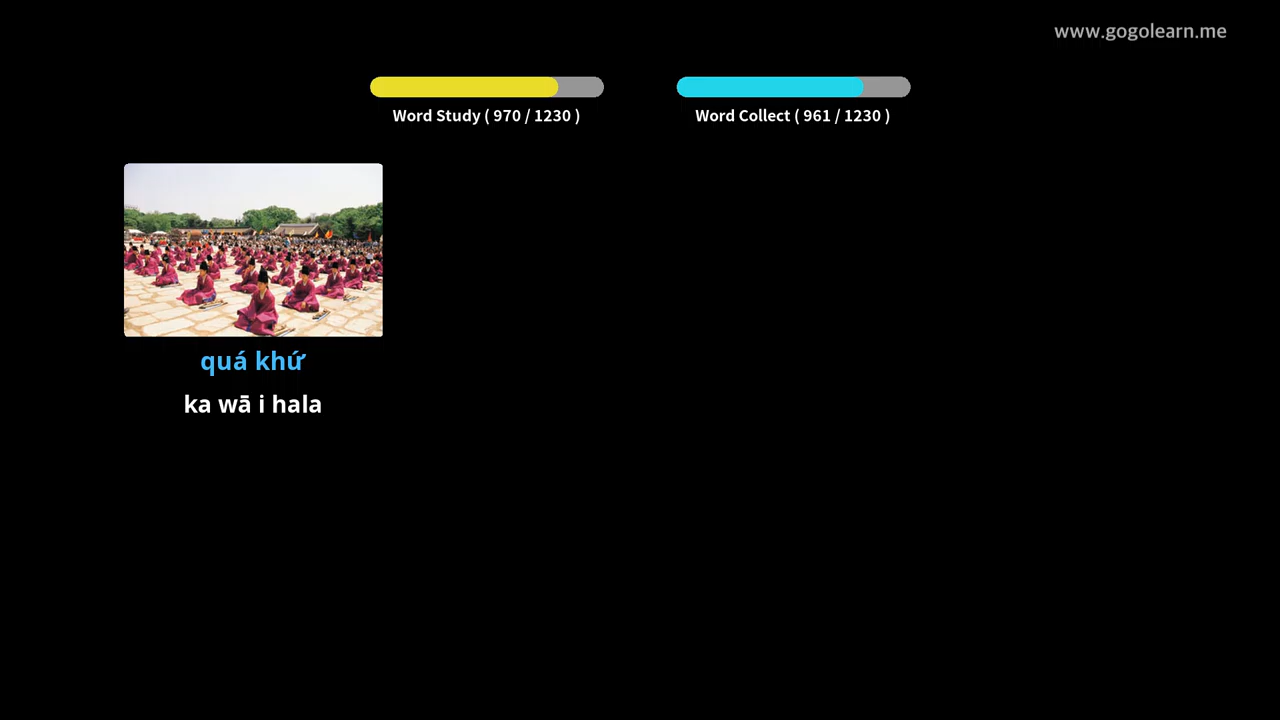 www.gogolearn.me
Word Study ( 970 / 1230 )
Word Collect ( 961 / 1230 )
quá khứ
ka wā i hala